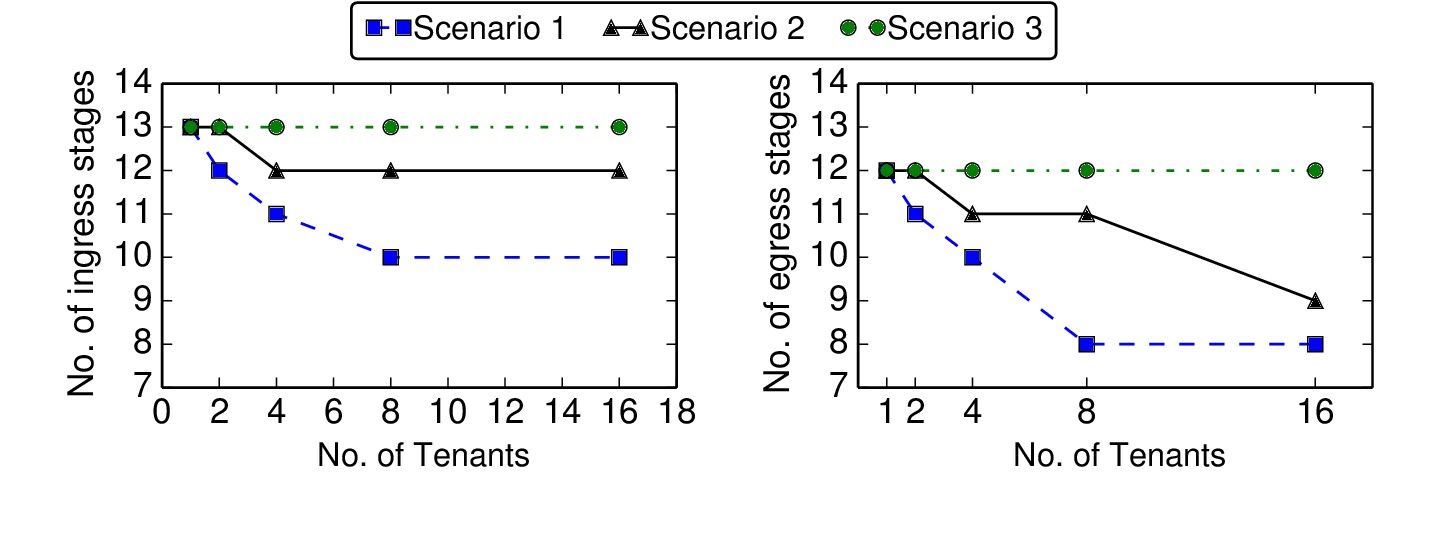 Scenario 1 Scenario 2 Scenario 3
No. of ingress stages
14
13
12
11
10
9
8
7
0 2 4 6 8 10 12 14 16 18
No. of Tenants
No. of egress stages
14
13
12
11
10
9
8
7
1 2 4 8 16
No. of Tenants